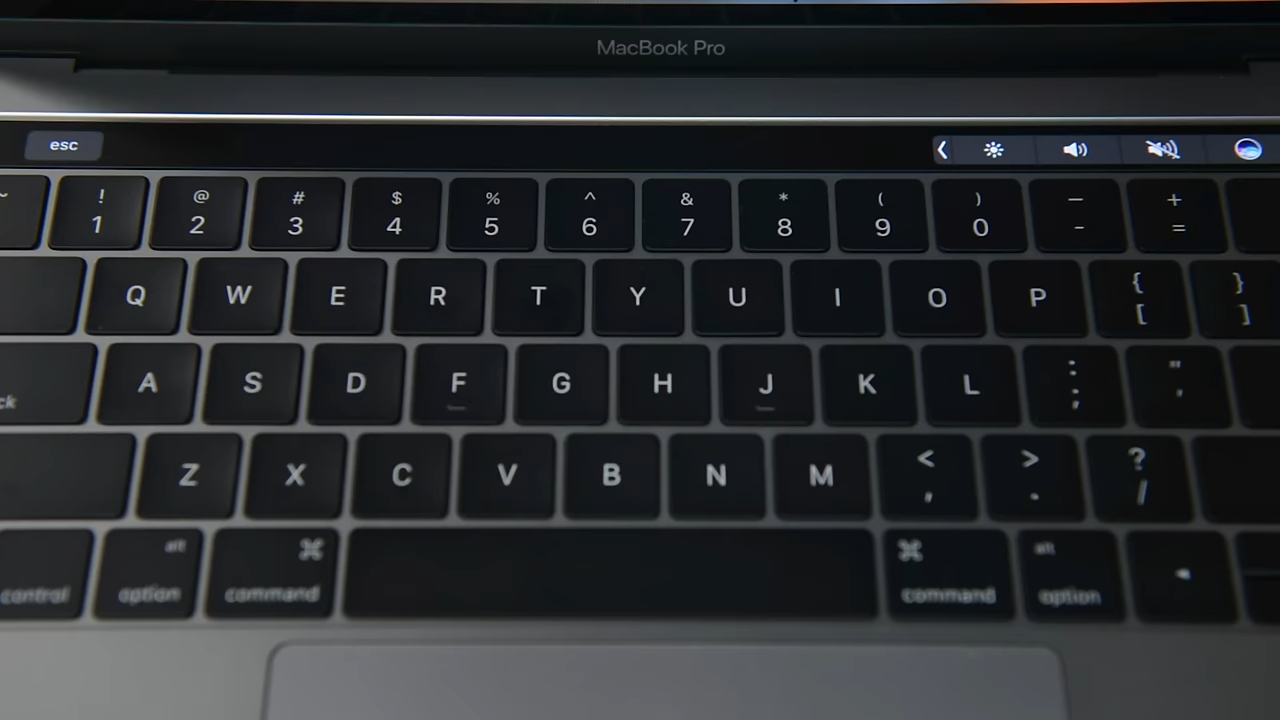 MacBook Pro
esc
~ ! @ # $ % ^ & * ( ) — +
1 2 3 4 5 6 7 8 9 0 - =
Q W E R T Y U I O P { }
[ ]
A S D F G H J K L : "
ck ; '
Z X C V B N M < > ?
, . /
alt ⌘ ⌘ alt
control option command command option